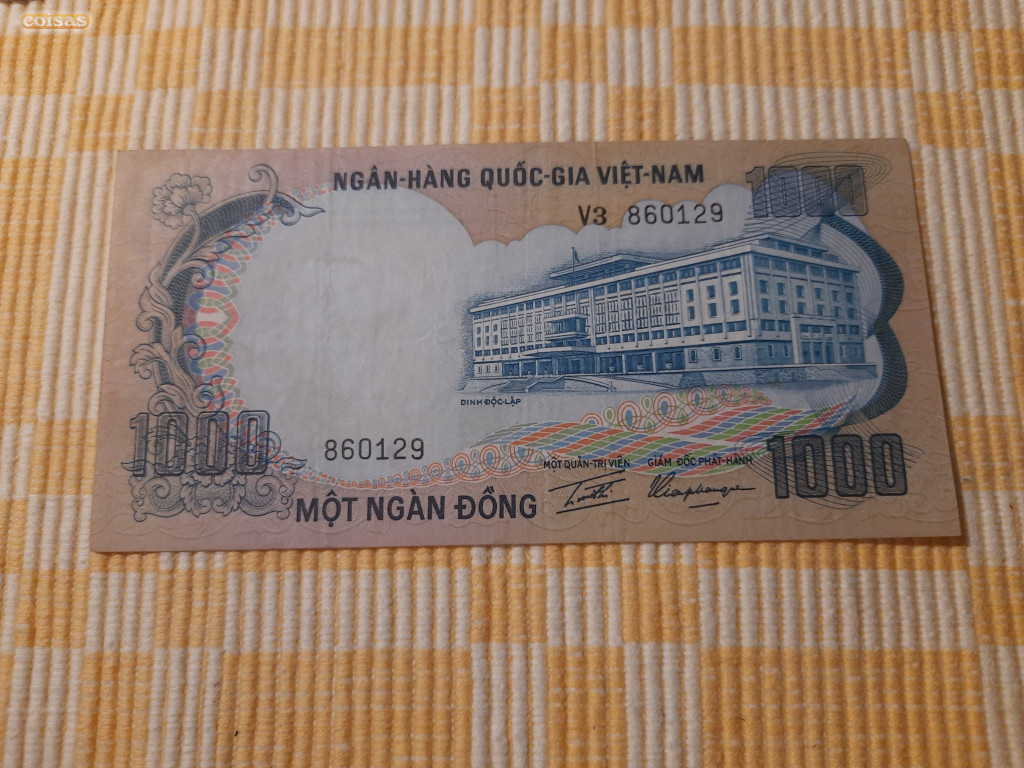 coisas
NGÂN-HÀNG QUỐC-GIA VIỆT-NAM
1000
V3 860129
DINH ĐỘC-LẬP
1000
860129
MỘT QUẢN-TRỊ VIÊN
GIÁM ĐỐC PHÁT-HÀNH
1000
MỘT NGÀN ĐỒNG